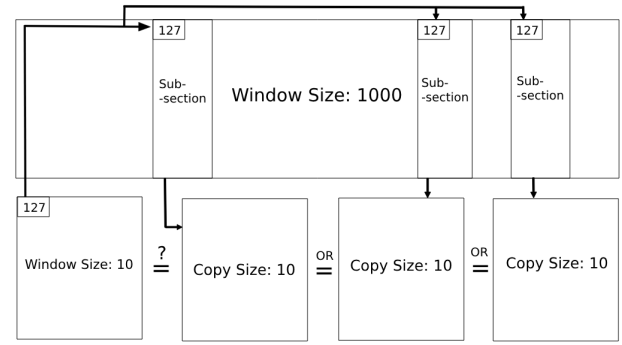 127
127
127
Sub-
-section
Window Size: 1000
Sub-
-section
Sub-
-section
127
Window Size: 10
?
=
Copy Size: 10
OR
=
Copy Size: 10
OR
=
Copy Size: 10